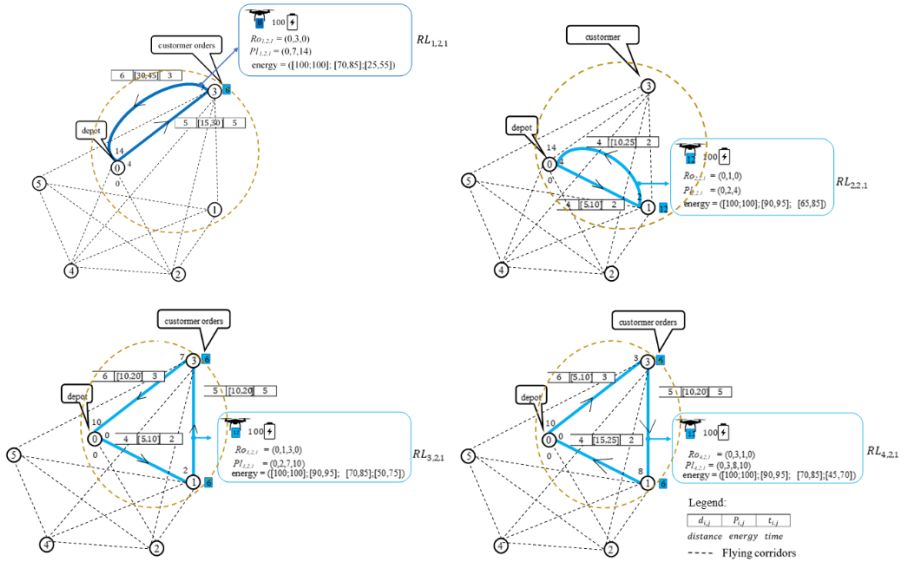 100
Ro1,2,1 = (0,3,0)
Pl1,2,1 = (0,7,14)
energy = ([100;100]; [70,85];[25,55])
RL1,2,1
custormer orders
6 [30,45] 3
3
6
5 [15,30] 5
depot
14
4
0
0
5
1
4
2
customer
3
depot
14
4 [10,25] 2
0
0
4 [5,10] 2
1
12
12 100
Ro2,2,1 = (0,1,0)
Pl2,2,1 = (0,2,4)
energy = ([100;100];[90,95]; [65,85])
RL2,2,1
5
4
2
custormer orders
7
3
6
6 [10,20] 3
5 [10,20] 5
depot
10
0
0
4 [5,10] 2
2
1
6
100
Ro3,2,1 = (0,1,3,0)
Pl3,2,1 = (0,2,7,10)
energy = ([100;100];[90,95]; [70,85];[50,75])
RL3,2,1
5
4
2
custormer orders
3
3
6 [5,10] 3
5 [10,20] 5
depot
10
0
0
4 [15,25] 2
8
1
6
100
Ro4,2,1 = (0,3,1,0)
Pl4,2,1 = (0,3,8,10)
energy = ([100;100];[90,95]; [70,85];[45,70])
RL4,2,1
5
4
2
Legend:
di,j Pi,j ti,j
distance energy time
Flying corridors